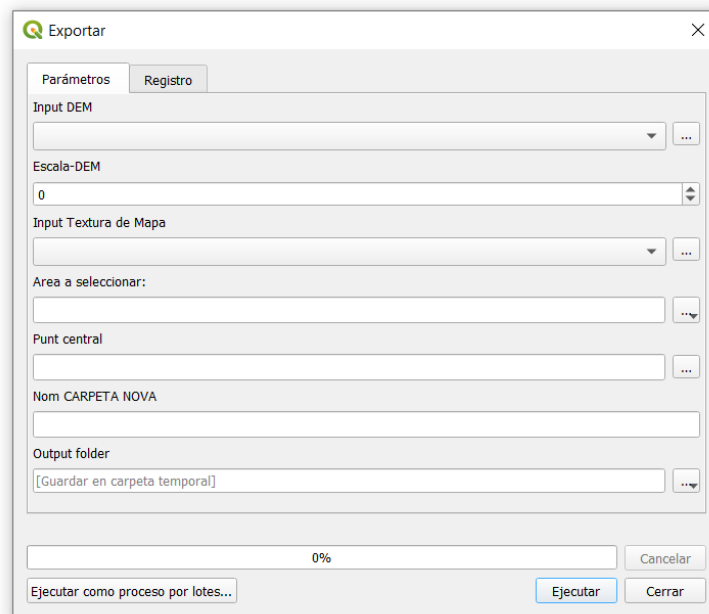 Exportar
Parámetros Registro
Input DEM
...
Escala-DEM
0
Input Textura de Mapa
...
Area a seleccionar:
...
Punt central
...
Nom CARPETA NOVA
Output folder
[Guardar en carpeta temporal] ...
0% Cancelar
Ejecutar como proceso por lotes... Ejecutar Cerrar